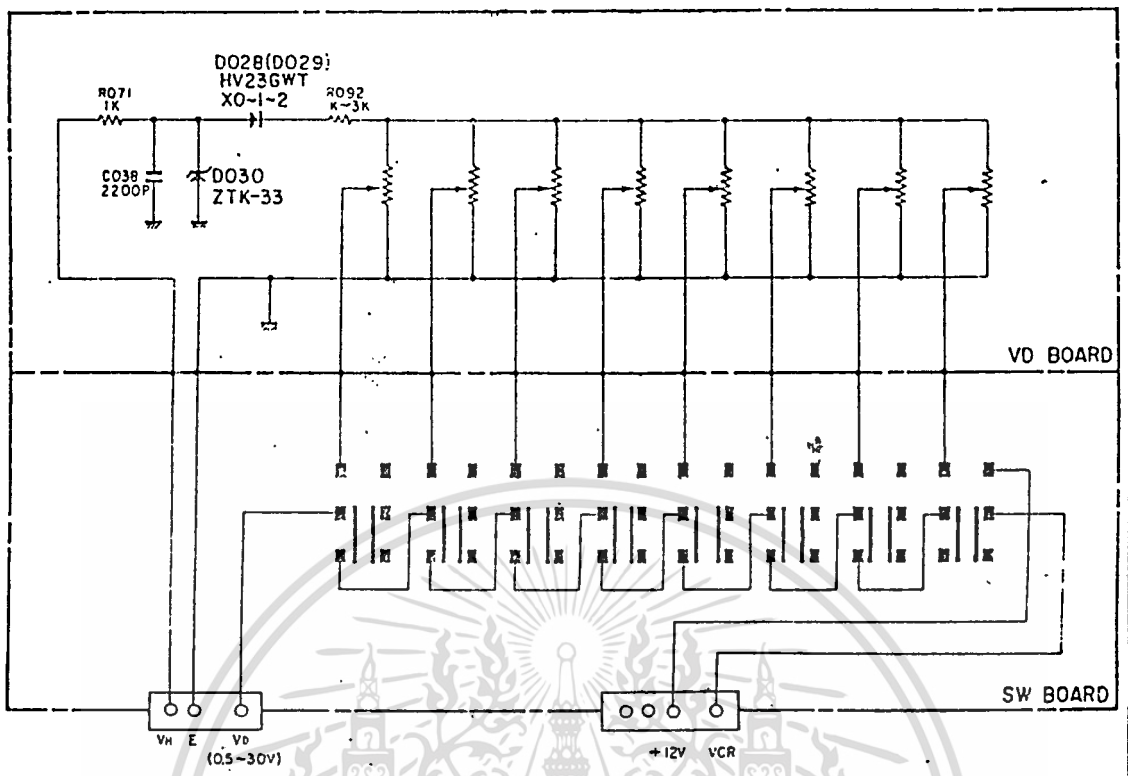 D028(D029)
HV23GWT
X0-1-2
R071
1K
R092
K-3K
C038
2200P
D030
ZTK-33
VD BOARD
SW BOARD
VH E VD
(0.5~30V)
+12V VCR